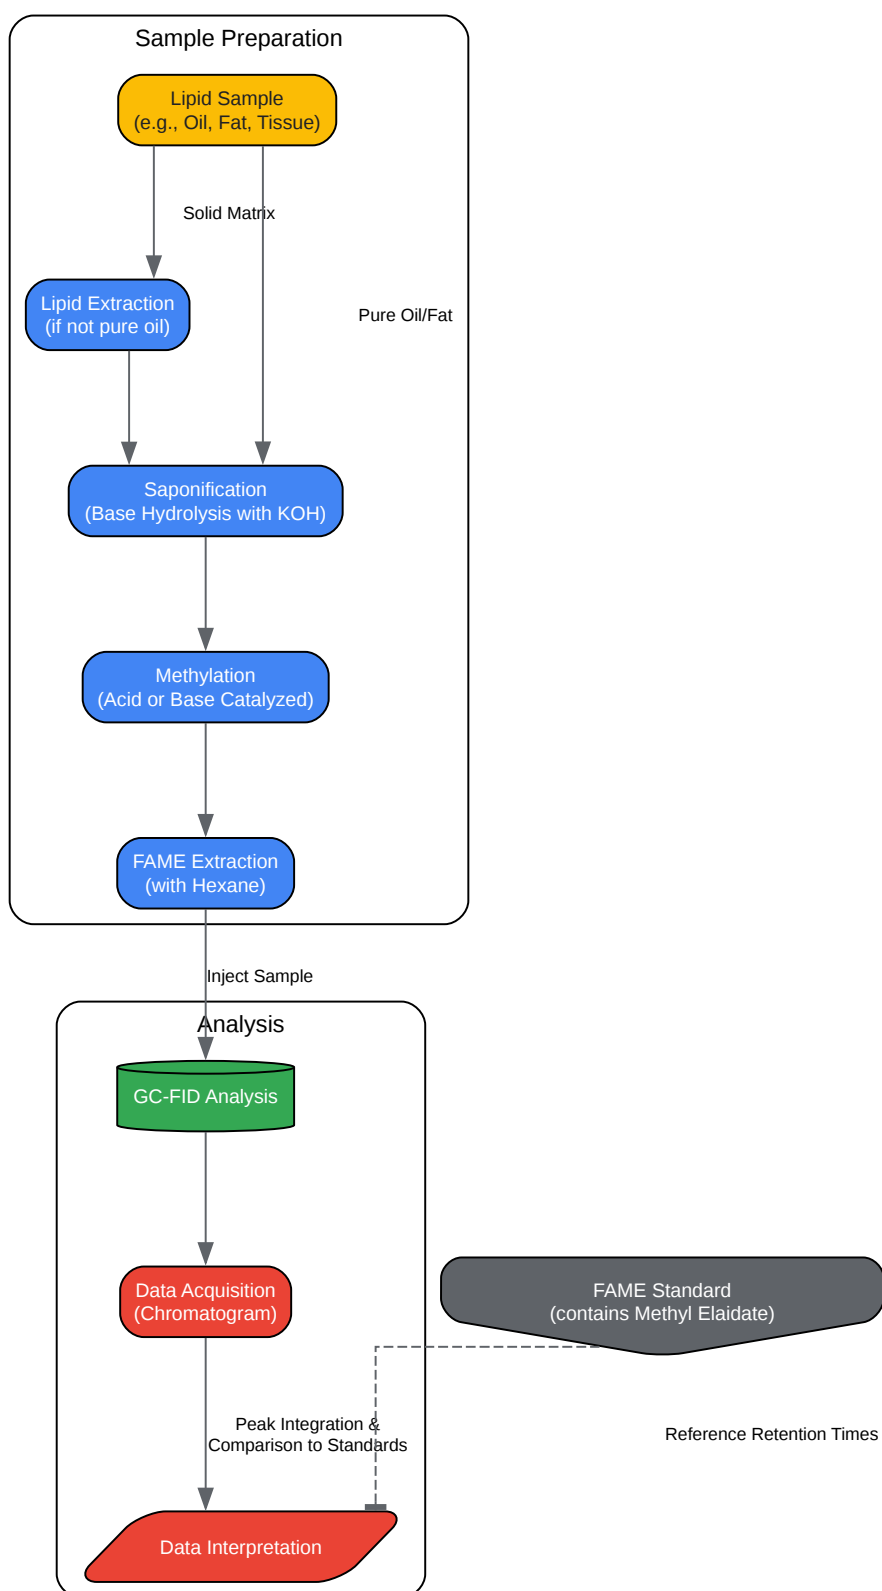 Sample Preparation
Lipid Sample
(e.g., Oil, Fat, Tissue)
Solid Matrix
Lipid Extraction
(if not pure oil)
Pure Oil/Fat
Saponification
(Base Hydrolysis with KOH)
Methylation
(Acid or Base Catalyzed)
FAME Extraction
(with Hexane)
Inject Sample
Analysis
GC-FID Analysis
Data Acquisition
(Chromatogram)
FAME Standard
(contains Methyl Elaidate)
Peak Integration &
Comparison to Standards
Reference Retention Times
Data Interpretation